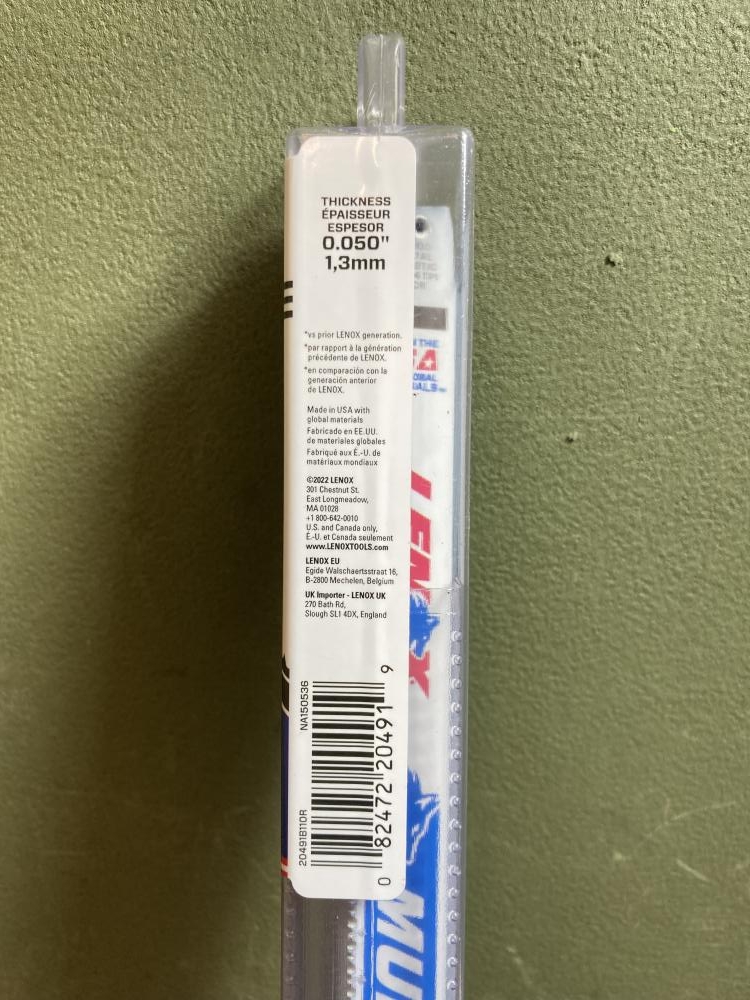 THICKNESS
ÉPAISSEUR
ESPESOR
0.050"
1,3mm
*vs prior LENOX generation.
*par rapport à la génération
précédente de LENOX.
*en comparación con la
generación anterior
de LENOX.
Made in USA with
global materials
Fabricado en EE.UU.
de materiales globales
Fabriqué aux É.-U. de
matériaux mondiaux
©2022 LENOX
301 Chestnut St.
East Longmeadow,
MA 01028
+1 800-642-0010
U.S. and Canada only,
É.-U. et Canada seulement
www.LENOXTOOLS.com
LENOX EU
Egide Walschaertsstraat 16,
B-2800 Mechelen, Belgium
UK Importer - LENOX UK
270 Bath Rd,
Slough SL1 4DX, England
NA150536
20491B110R
0 82472 20491 9
THE
LENOX